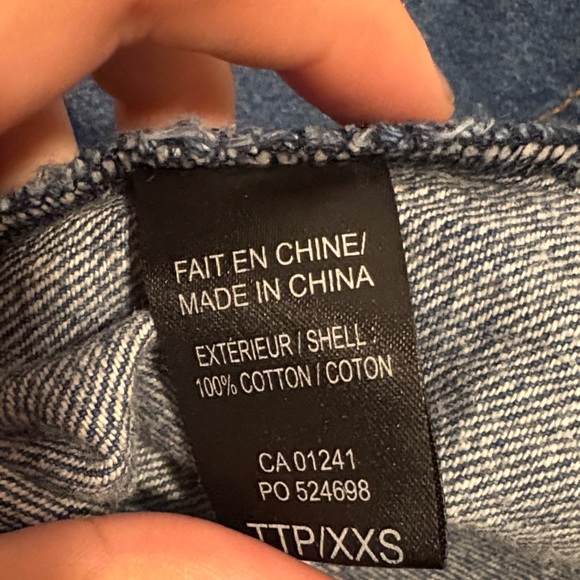 FAIT EN CHINE/
MADE IN CHINA
EXTÉRIEUR / SHELL
100% COTTON / COTON
CA 01241
PO 524698
TTP/XXS